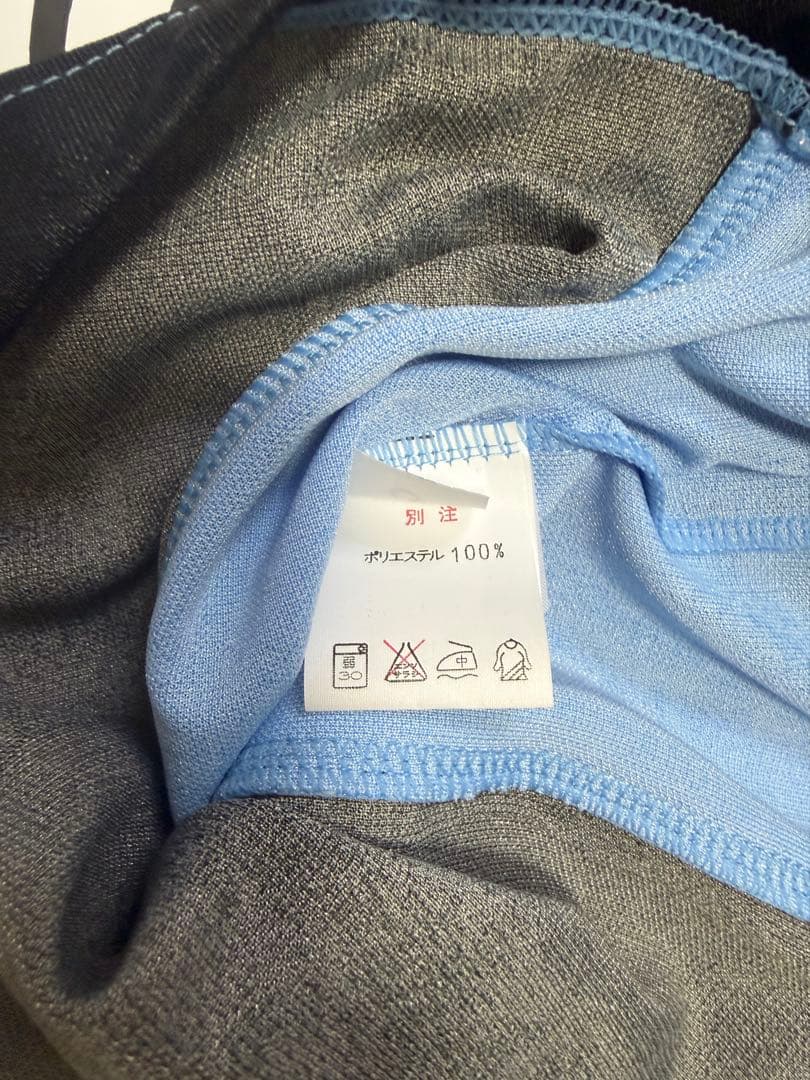 別注
ポリエステル 100%
弱 30
エンソ サラシ
中